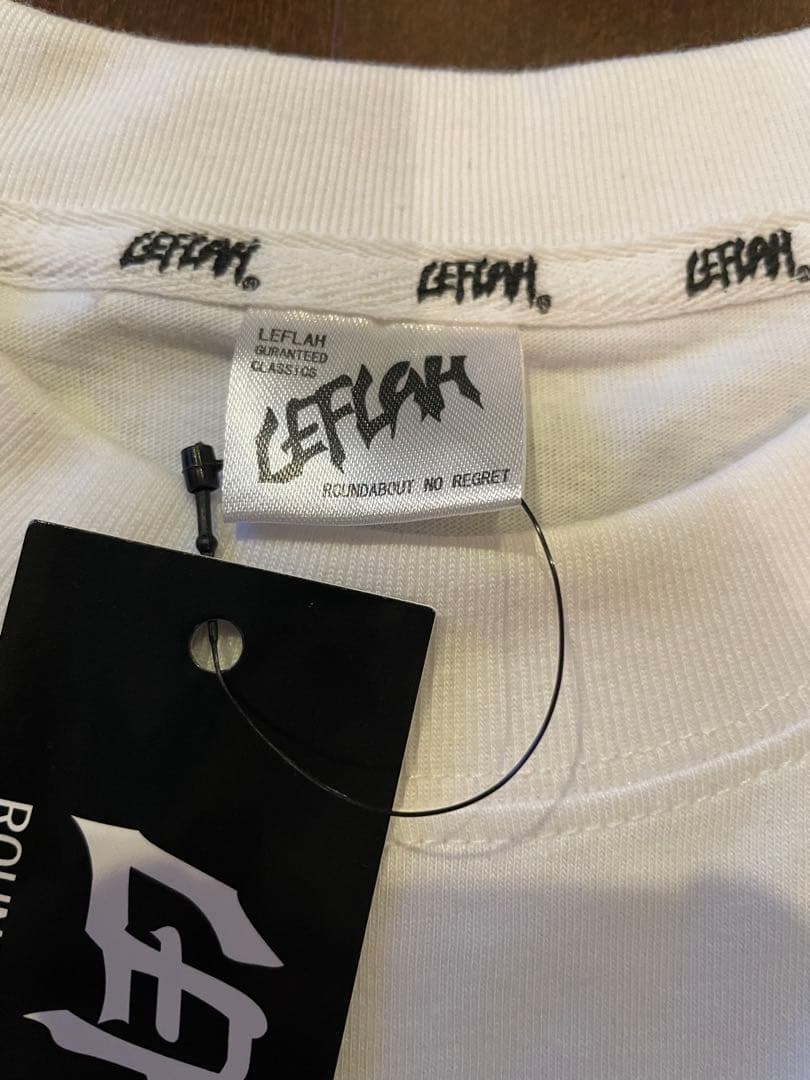 LEFLAH® LEFLAH® LEFLAH®
LEFLAH
GURANTEED
CLASSICS
LEFLAH
ROUNDABOUT NO REGRET